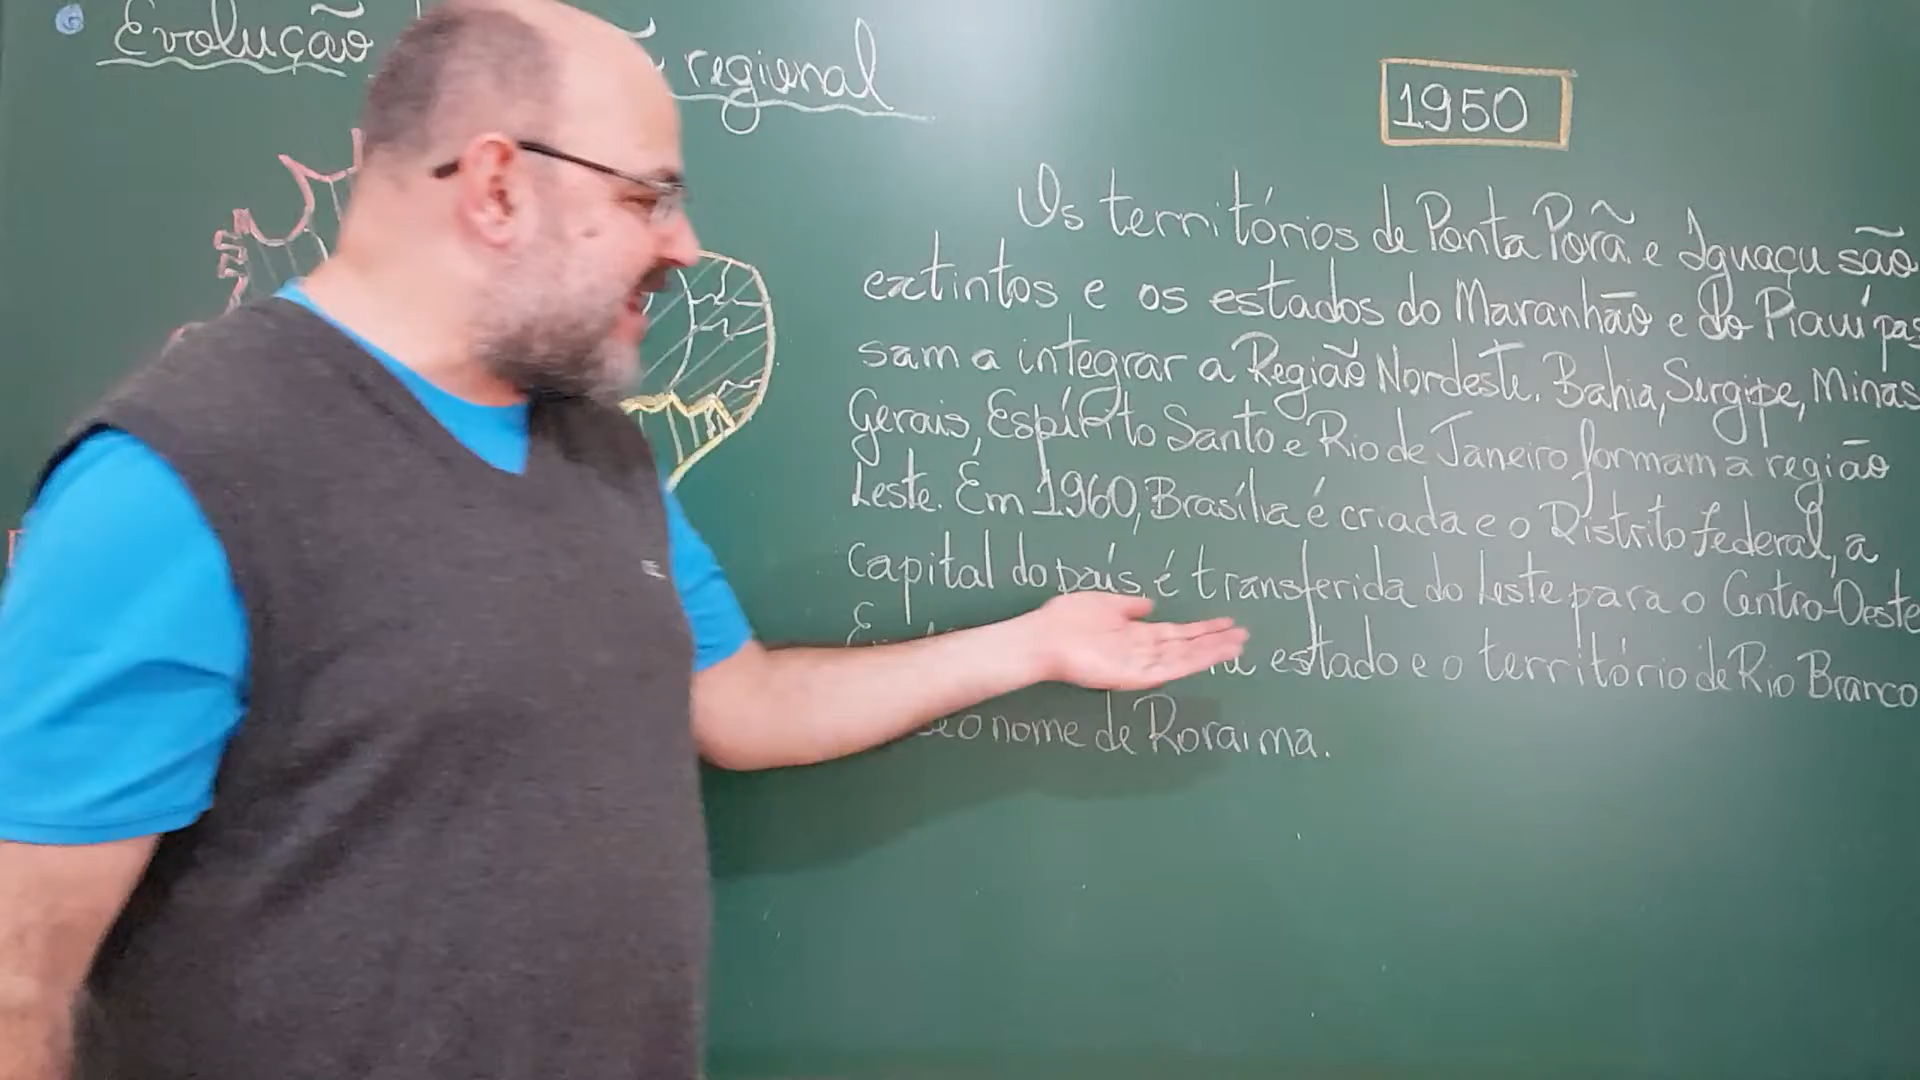 Evolução regional
1950
Os territórios de Ponta Porã e Iguaçu são
extintos e os estados do Maranhão e do Piauí pas
sam a integrar a Região Nordeste. Bahia, Sergipe, Minas
Gerais, Espírito Santo e Rio de Janeiro formam a região
Leste. Em 1960, Brasília é criada e o Distrito federal, a
capital do país, é transferida do Leste para o Centro-Oeste
estado e o território de Rio Branco
o nome de Roraima.